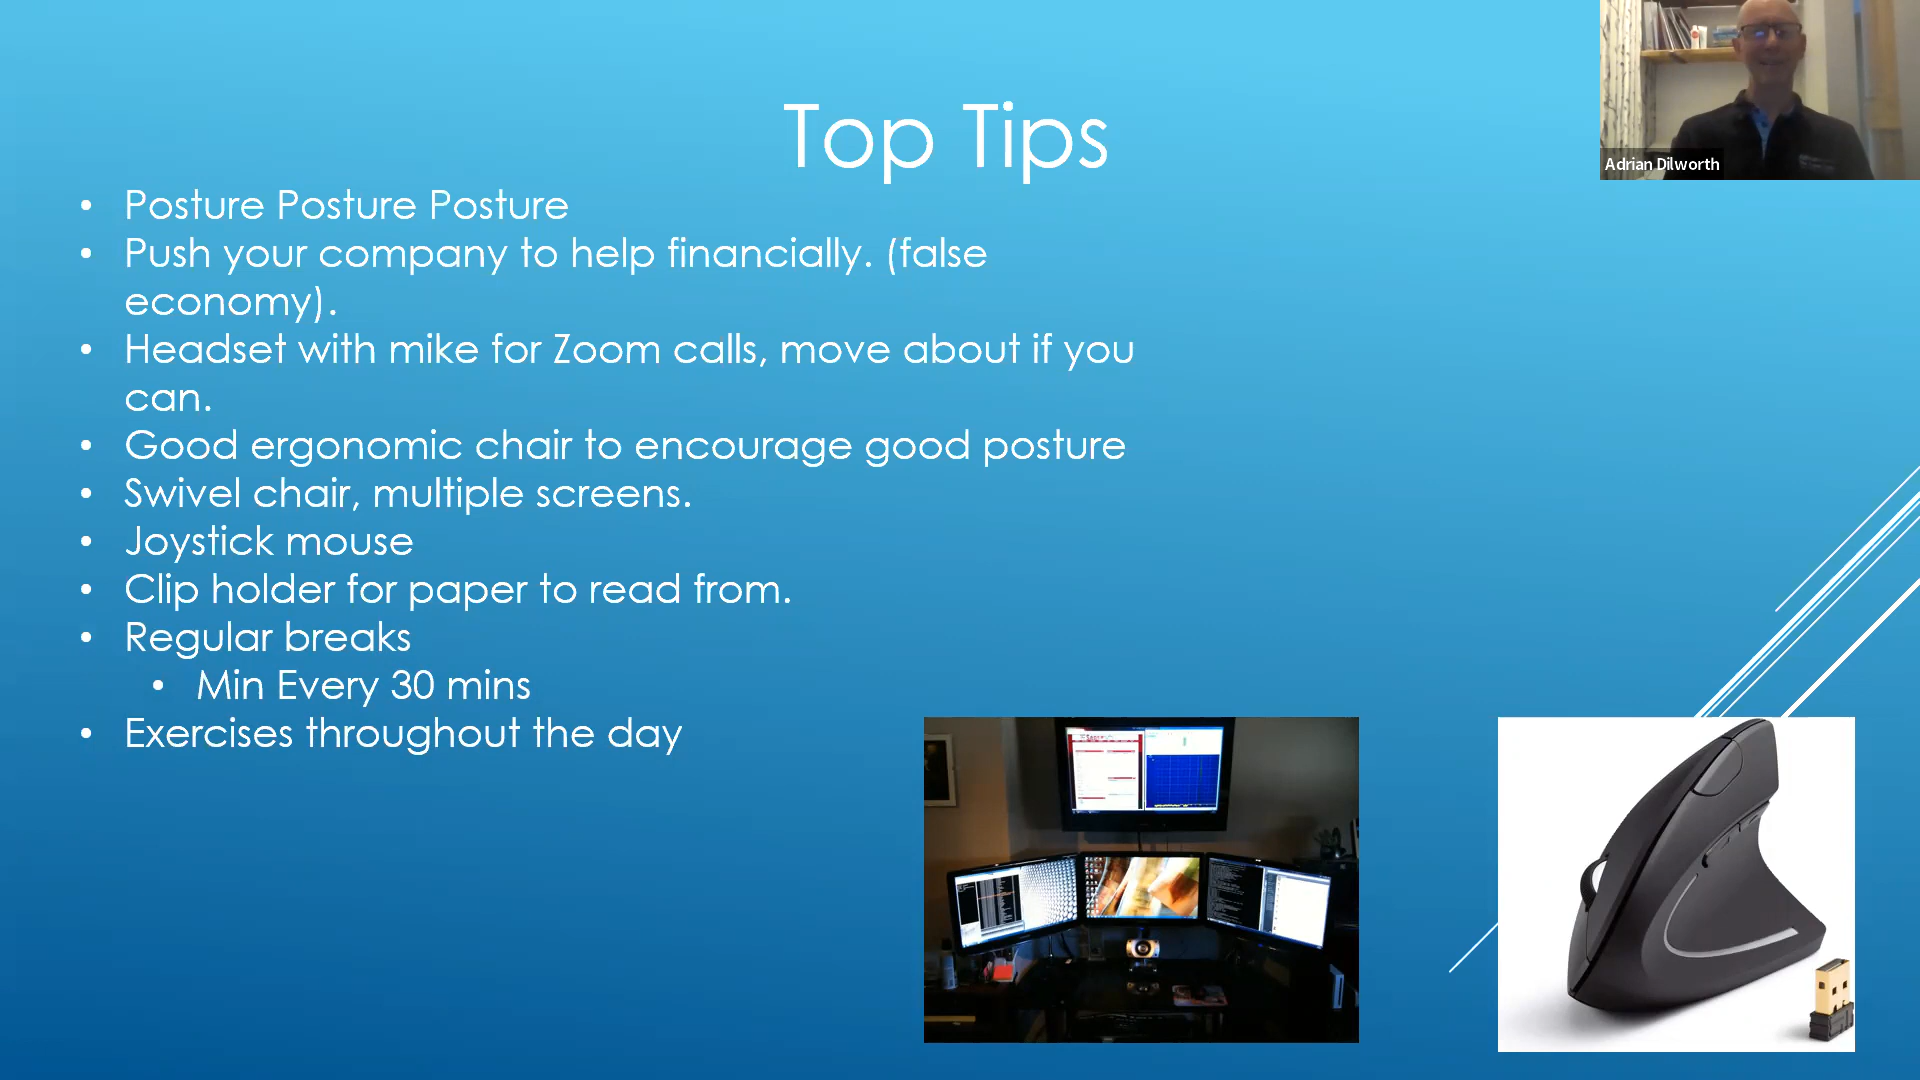 Top Tips
Adrian Dilworth
• Posture Posture Posture
• Push your company to help financially. (false
economy).
• Headset with mike for Zoom calls, move about if you
can.
• Good ergonomic chair to encourage good posture
• Swivel chair, multiple screens.
• Joystick mouse
• Clip holder for paper to read from.
• Regular breaks
• Min Every 30 mins
• Exercises throughout the day